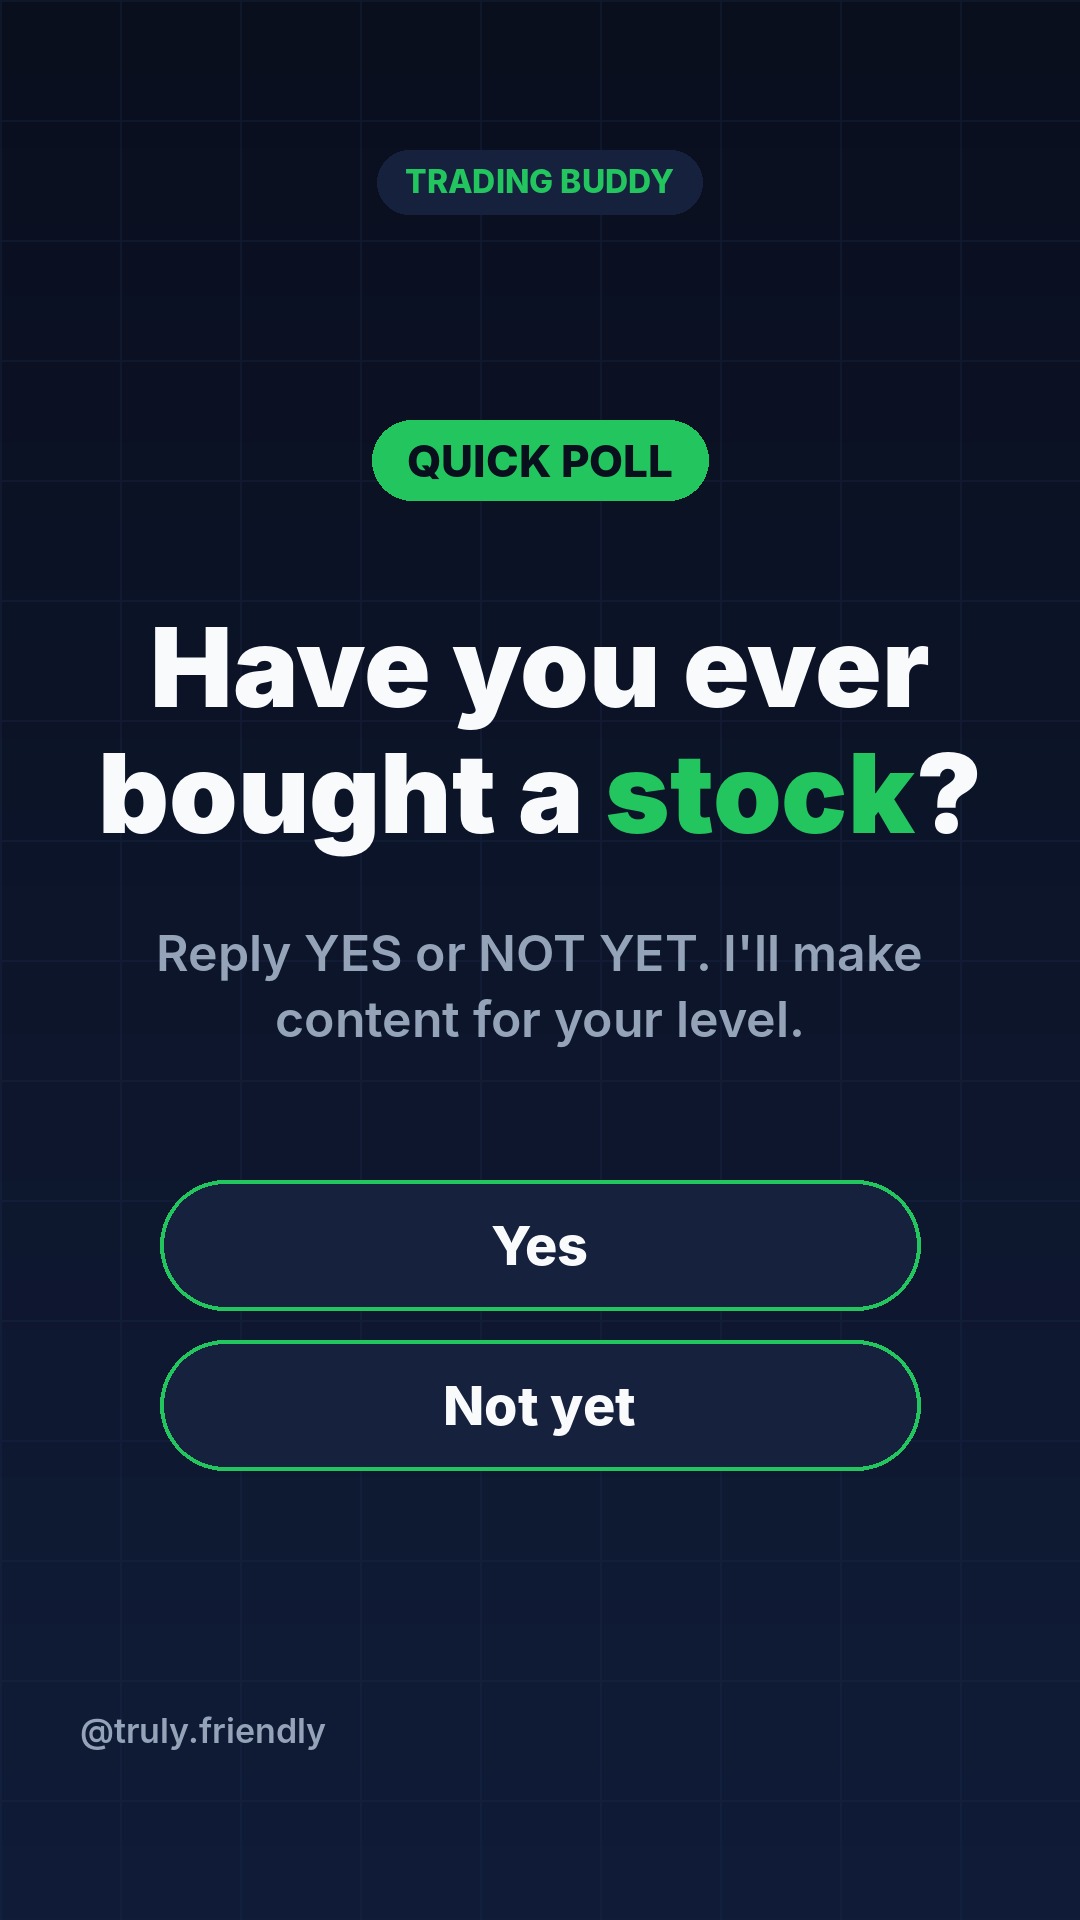 TRADING BUDDY
QUICK POLL
Have you ever
bought a stock?
Reply YES or NOT YET. I'll make
content for your level.
Yes
Not yet
@truly.friendly